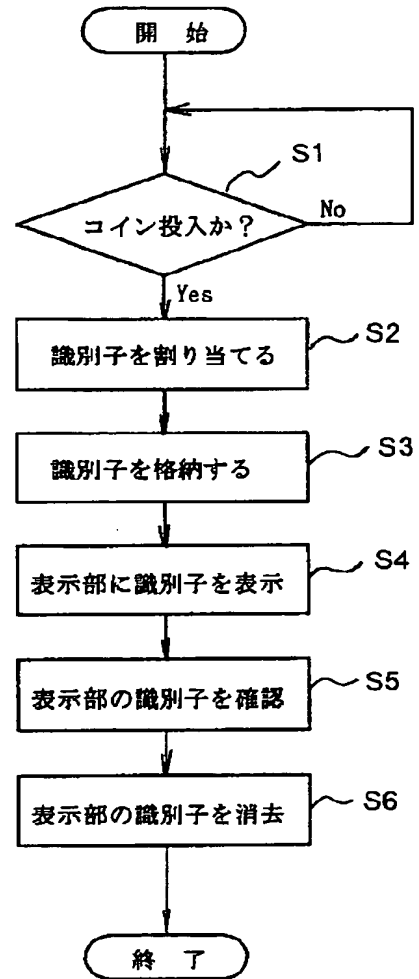 開 始
S1
コイン投入か?
No
Yes
S2
識別子を割り当てる
S3
識別子を格納する
S4
表示部に識別子を表示
S5
表示部の識別子を確認
S6
表示部の識別子を消去
終 了